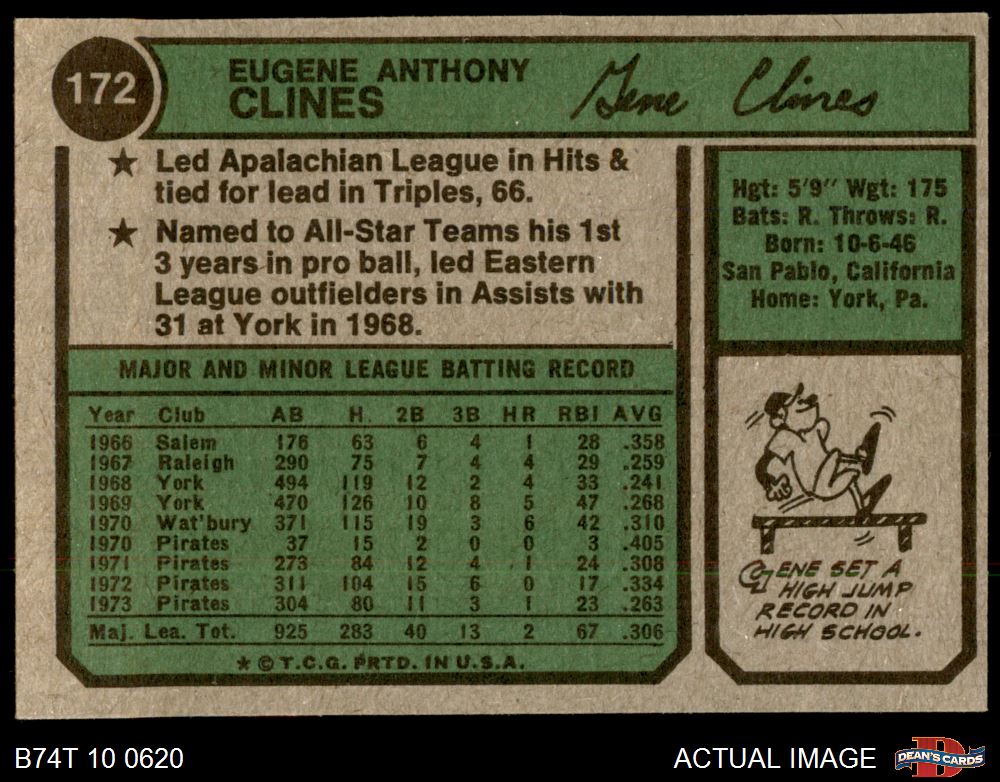 172
EUGENE ANTHONY
CLINES
Gene Clines
★ Led Apalachian League in Hits &
tied for lead in Triples, 66.
★ Named to All-Star Teams his 1st
3 years in pro ball, led Eastern
League outfielders in Assists with
31 at York in 1968.
Hgt: 5'9" Wgt: 175
Bats: R. Throws: R.
Born: 10-6-46
San Pablo, California
Home: York, Pa.
MAJOR AND MINOR LEAGUE BATTING RECORD
Year Club AB H. 2B 3B HR RBI AVG
1966 Salem 176 63 6 4 1 28 .358
1967 Raleigh 290 75 7 4 4 29 .259
1968 York 494 119 12 2 4 33 .241
1969 York 470 126 10 8 5 47 .268
1970 Wat'bury 371 115 19 3 6 42 .310
1970 Pirates 37 15 2 0 0 3 .405
1971 Pirates 273 84 12 4 1 24 .308
1972 Pirates 311 104 15 6 0 17 .334
1973 Pirates 304 80 11 3 1 23 .263
Maj. Lea. Tot. 925 283 40 13 2 67 .306
★ © T.C.G. PRTD. IN U.S.A.
GENE SET A
HIGH JUMP
RECORD IN
HIGH SCHOOL.
B74T 10 0620
ACTUAL IMAGE
D
DEAN'S CARDS